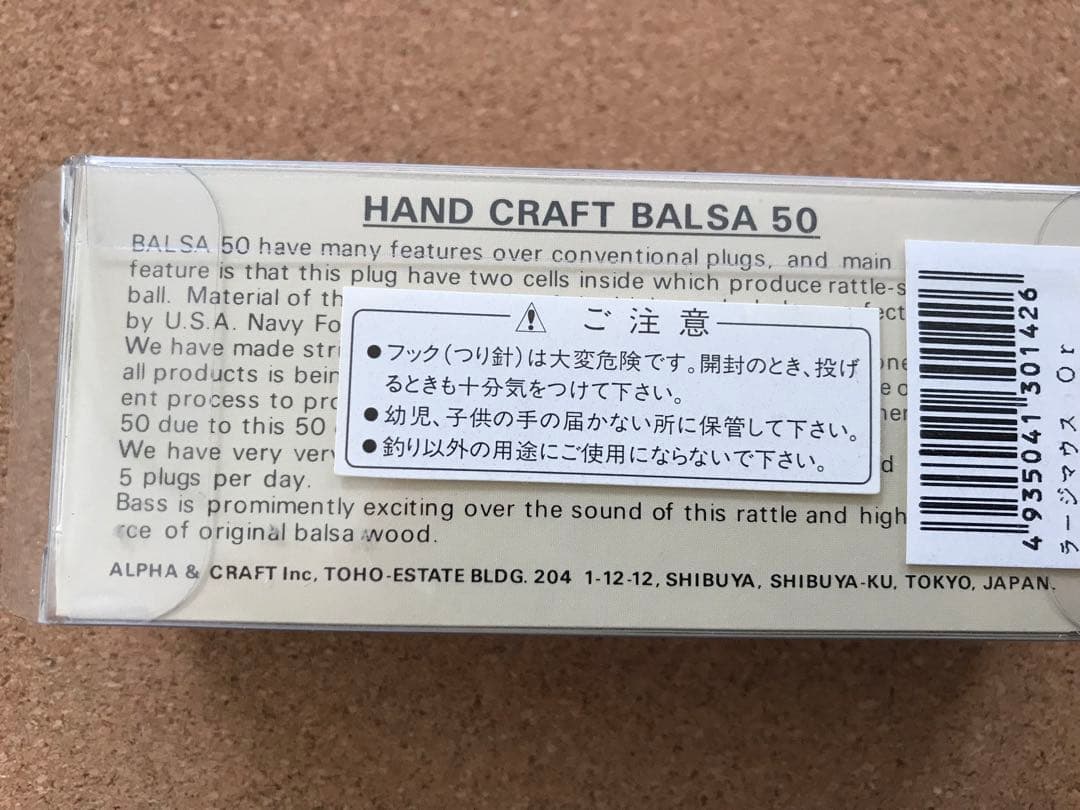 HAND CRAFT BALSA 50
BALSA 50 have many features over conventional plugs, and main
feature is that this plug have two cells inside which produce rattle-s
ball. Material of th
by U.S.A. Navy Fo
We have made stri
all products is bein
ent process to pro
50 due to this 50
We have very very
5 plugs per day.
Bass is promimently exciting over the sound of this rattle and high
rce of original balsa wood.
ALPHA & CRAFT Inc, TOHO-ESTATE BLDG. 204 1-12-12, SHIBUYA, SHIBUYA-KU, TOKYO, JAPAN.
ご注意
●フック(つり針)は大変危険です。開封のとき、投げ
るときも十分気をつけて下さい。
●幼児、子供の手の届かない所に保管して下さい。
●釣り以外の用途にご使用にならないで下さい。
4935041301426
ラージマウス Or